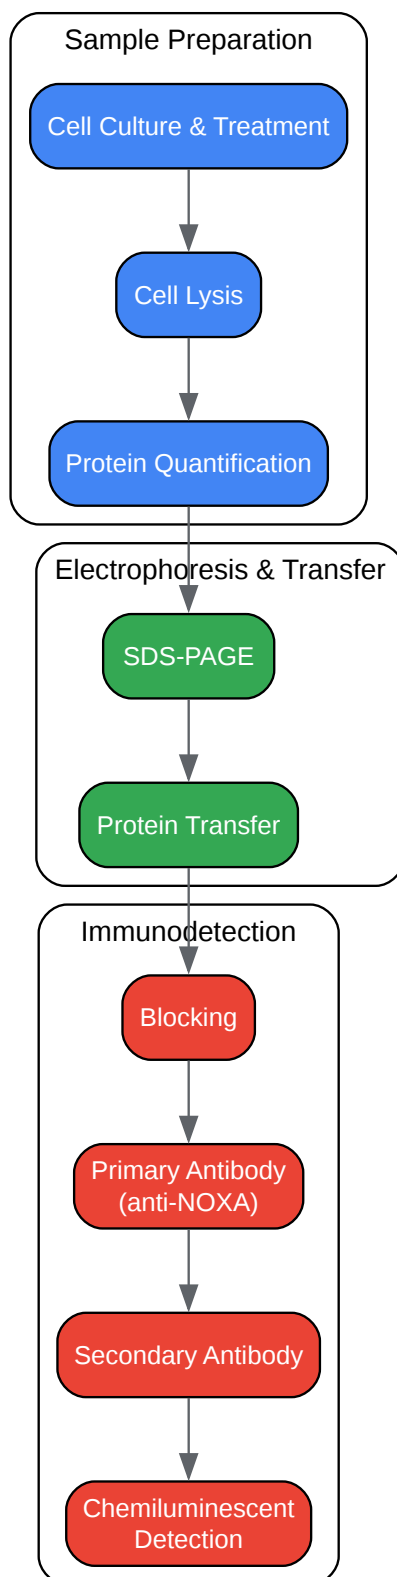 Sample Preparation
Cell Culture & Treatment
Cell Lysis
Protein Quantification
Electrophoresis & Transfer
SDS-PAGE
Protein Transfer
Immunodetection
Blocking
Primary Antibody
(anti-NOXA)
Secondary Antibody
Chemiluminescent
Detection